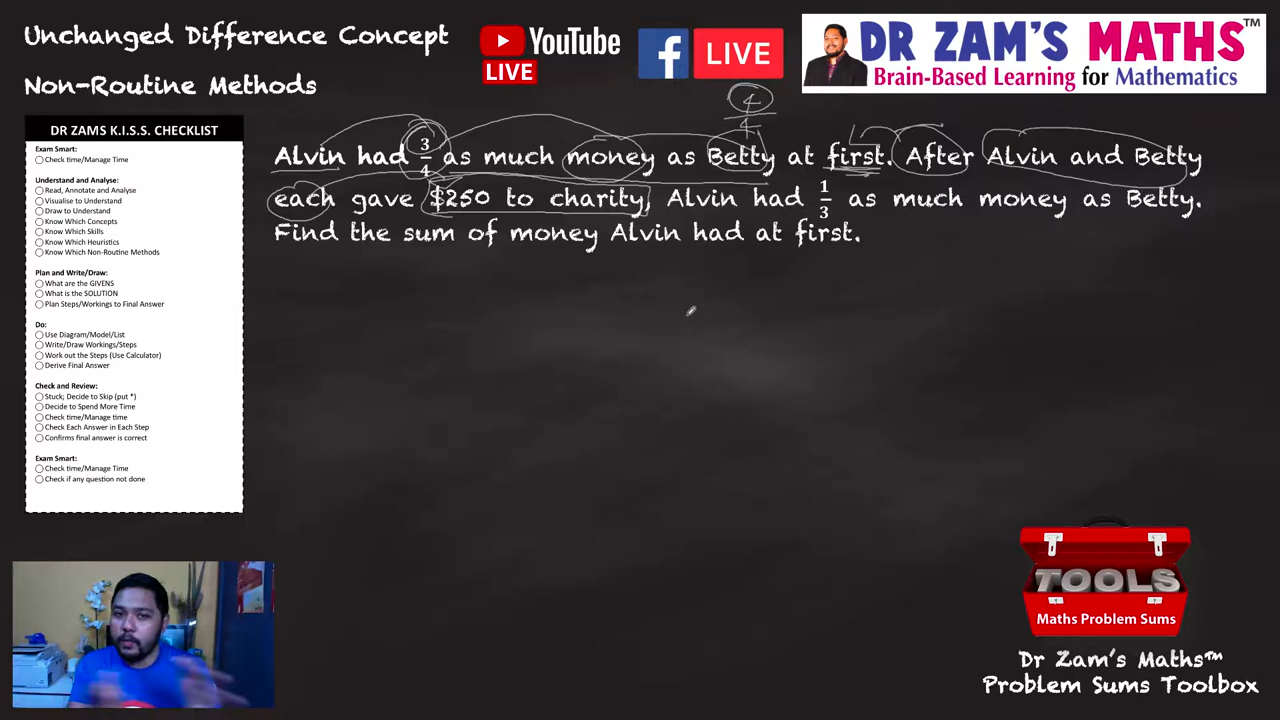 Unchanged Difference Concept
Non-Routine Methods
YouTube
LIVE
f LIVE
DR ZAM'S MATHS™
Brain-Based Learning for Mathematics
DR ZAMS K.I.S.S. CHECKLIST
Exam Smart:
Check time/Manage Time
Understand and Analyse:
Read, Annotate and Analyse
Visualise to Understand
Draw to Understand
Know Which Concepts
Know Which Skills
Know Which Heuristics
Know Which Non-Routine Methods
Plan and Write/Draw:
What are the GIVENS
What is the SOLUTION
Plan Steps/Workings to Final Answer
Do:
Use Diagram/Model/List
Write/Draw Workings/Steps
Work out the Steps (Use Calculator)
Derive Final Answer
Check and Review:
Stuck; Decide to Skip (put *)
Decide to Spend More Time
Check time/Manage time
Check Each Answer in Each Step
Confirms final answer is correct
Exam Smart:
Check time/Manage Time
Check if any question not done
4/4
Alvin had 3/4 as much money as Betty at first. After Alvin and Betty
each gave $250 to charity, Alvin had 1/3 as much money as Betty.
Find the sum of money Alvin had at first.
TOOLS
Maths Problem Sums
Dr Zam's Maths™
Problem Sums Toolbox